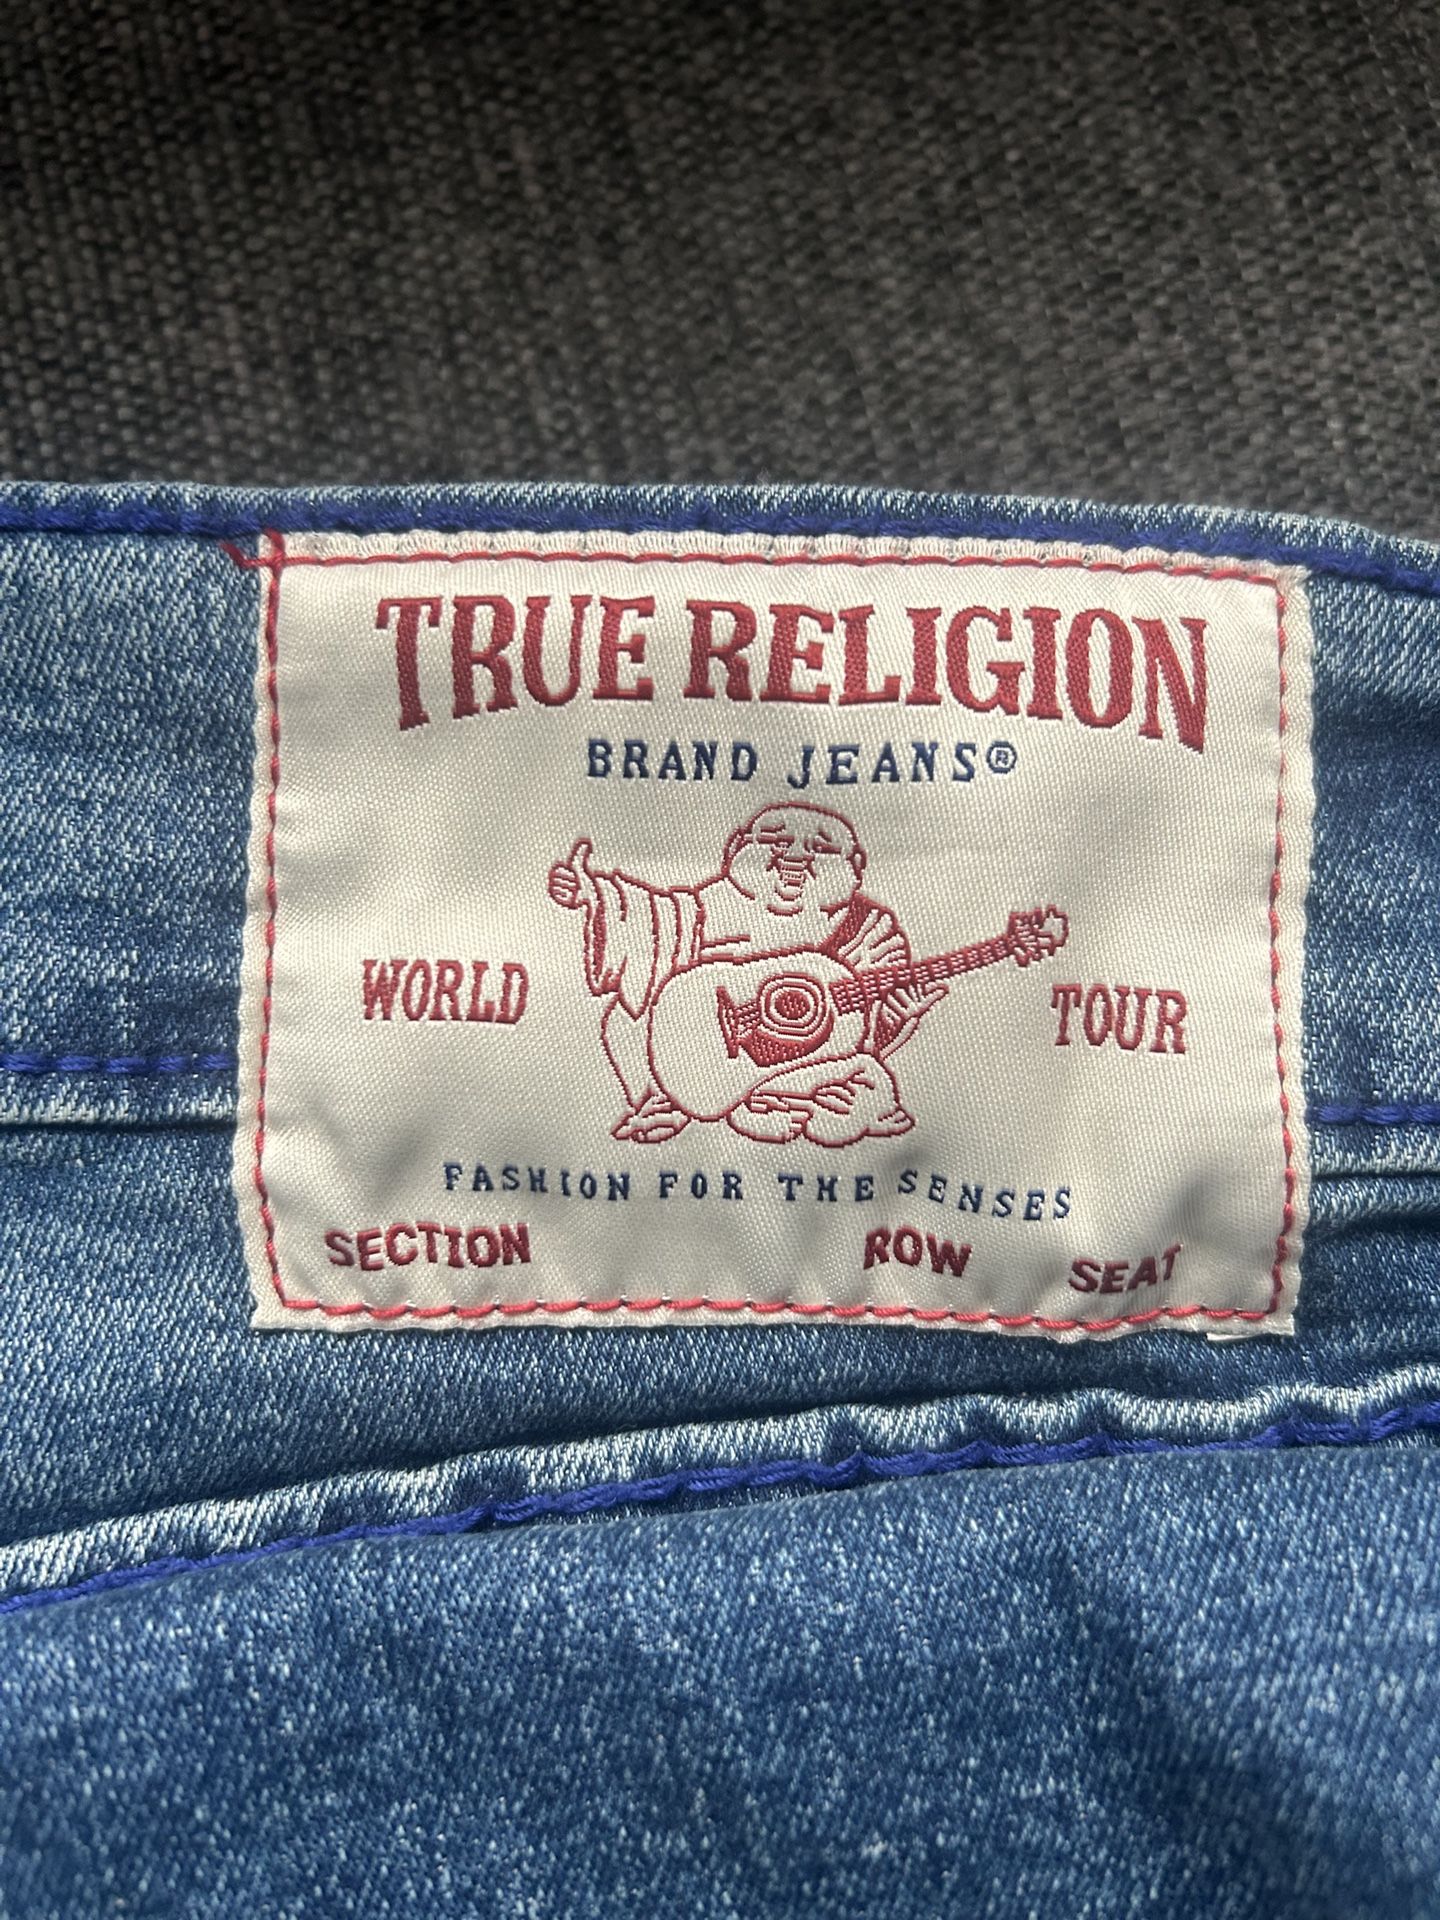 TRUE RELIGION
BRAND JEANS®
WORLD TOUR
FASHION FOR THE SENSES
SECTION ROW SEAT